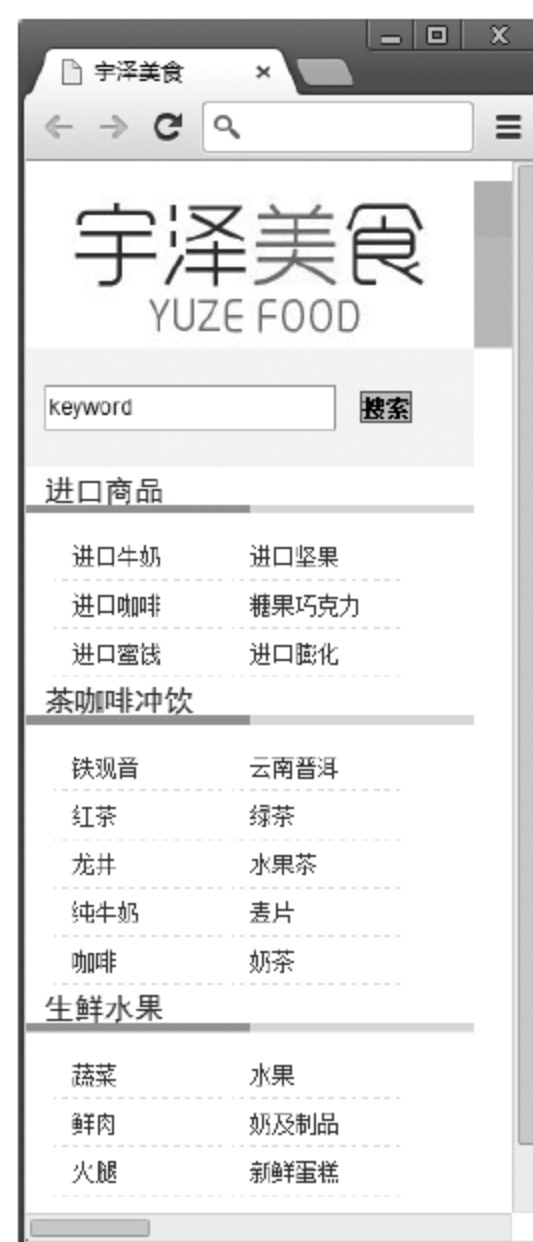 宇泽美食
宇泽美食
YUZE FOOD
keyword 搜索
进口商品
进口牛奶 进口坚果
进口咖啡 糖果巧克力
进口蜜饯 进口膨化
茶咖啡冲饮
铁观音 云南普洱
红茶 绿茶
龙井 水果茶
纯牛奶 麦片
咖啡 奶茶
生鲜水果
蔬菜 水果
鲜肉 奶及制品
火腿 新鲜蛋糕